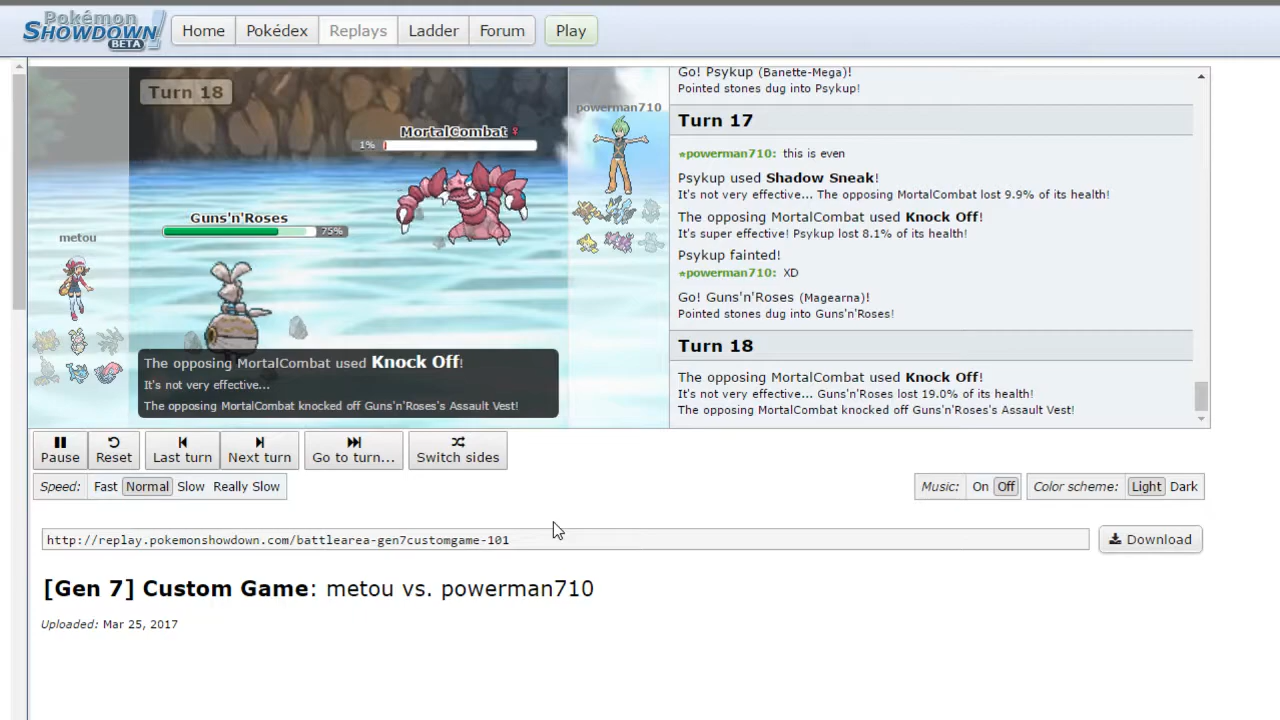 Pokémon
SHOWDOWN!
BETA
Home
Pokédex
Replays
Ladder
Forum
Play
Turn 18
MortalCombat ♀
1%
Guns'n'Roses
75%
metou
powerman710
The opposing MortalCombat used Knock Off!
It's not very effective...
The opposing MortalCombat knocked off Guns'n'Roses's Assault Vest!
Go! Psykup (Banette-Mega)!
Pointed stones dug into Psykup!
Turn 17
★powerman710: this is even
Psykup used Shadow Sneak!
It's not very effective... The opposing MortalCombat lost 9.9% of its health!
The opposing MortalCombat used Knock Off!
It's super effective! Psykup lost 8.1% of its health!
Psykup fainted!
★powerman710: XD
Go! Guns'n'Roses (Magearna)!
Pointed stones dug into Guns'n'Roses!
Turn 18
The opposing MortalCombat used Knock Off!
It's not very effective... Guns'n'Roses lost 19.0% of its health!
The opposing MortalCombat knocked off Guns'n'Roses's Assault Vest!
Pause
Reset
Last turn
Next turn
Go to turn...
Switch sides
Speed: Fast Normal Slow Really Slow
Music: On Off
Color scheme: Light Dark
http://replay.pokemonshowdown.com/battlearea-gen7customgame-101
Download
[Gen 7] Custom Game: metou vs. powerman710
Uploaded: Mar 25, 2017